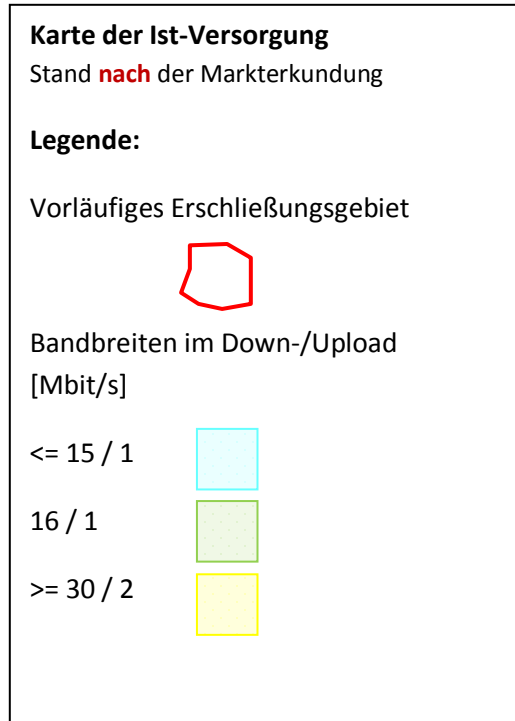 Karte der Ist-Versorgung
Stand nach der Markterkundung
Legende:
Vorläufiges Erschließungsgebiet
Bandbreiten im Down-/Upload
[Mbit/s]
<= 15 / 1
16 / 1
>= 30 / 2